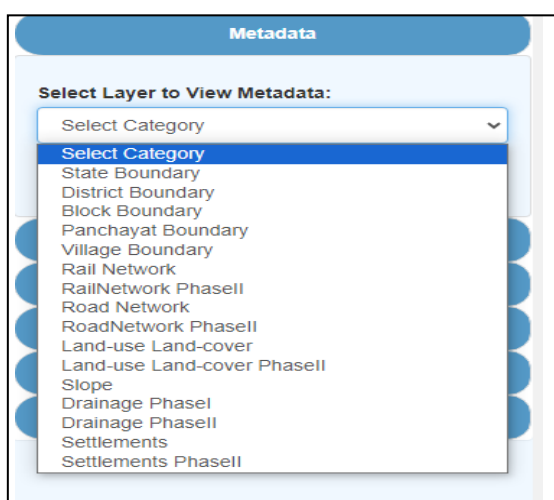 Metadata
Select Layer to View Metadata:
Select Category
Select Category
State Boundary
District Boundary
Block Boundary
Panchayat Boundary
Village Boundary
Rail Network
RailNetwork PhaseII
Road Network
RoadNetwork PhaseII
Land-use Land-cover
Land-use Land-cover PhaseII
Slope
Drainage PhaseI
Drainage PhaseII
Settlements
Settlements PhaseII